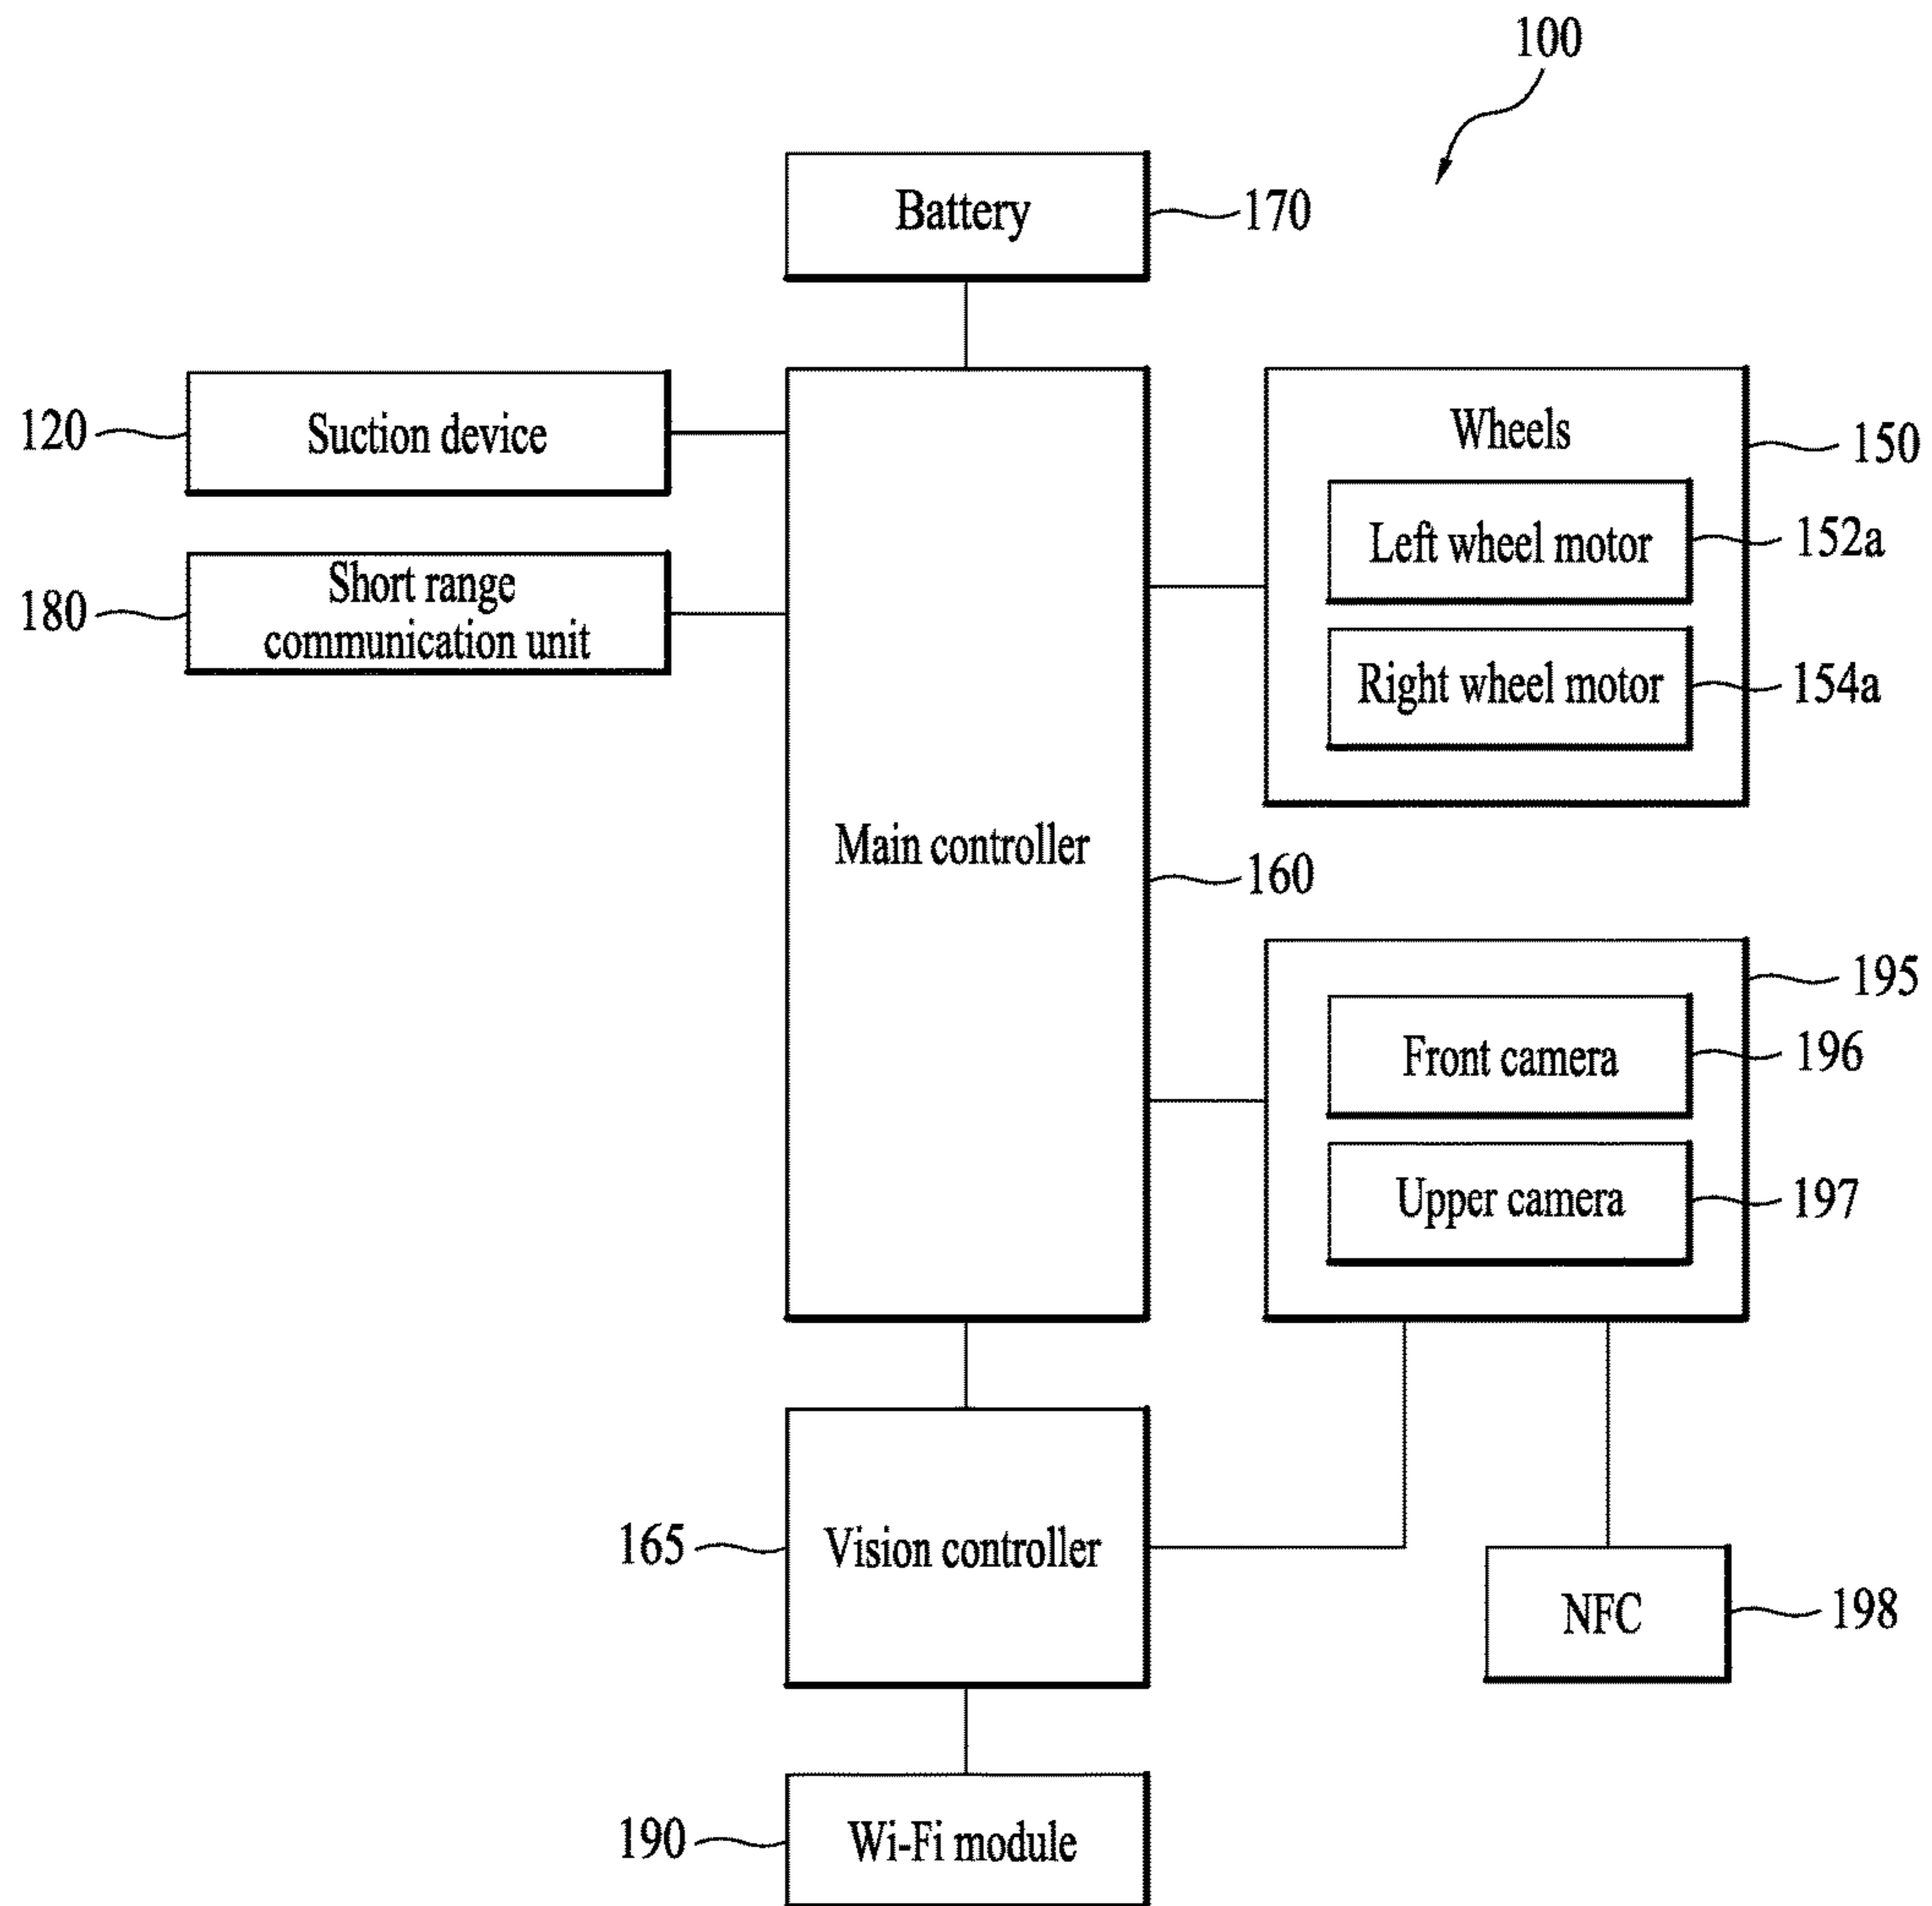 100
Battery
170
120
Suction device
Wheels
150
Left wheel motor
152a
180
Short range
communication unit
Right wheel motor
154a
Main controller
160
195
Front camera
196
Upper camera
197
165
Vision controller
NFC
198
190
Wi-Fi module